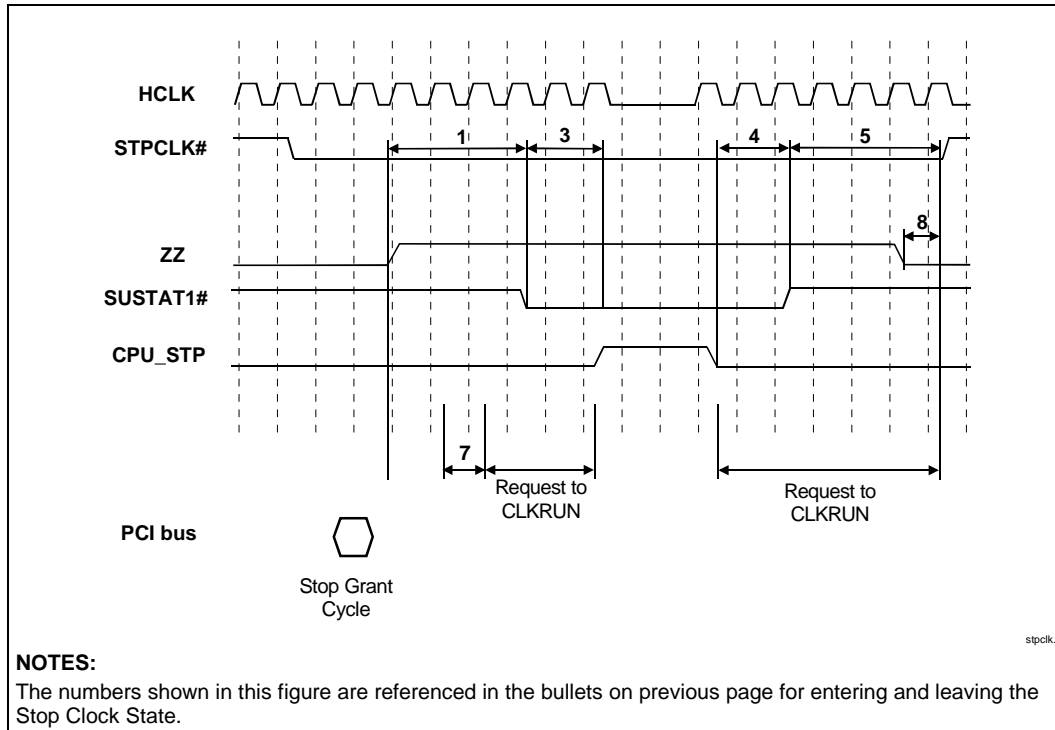 HCLK
STPCLK#
1
3
4
5
8
ZZ
SUSTAT1#
CPU_STP
7
Request to
CLKRUN
Request to
CLKRUN
PCI bus
Stop Grant
Cycle
stpclk.
NOTES:
The numbers shown in this figure are referenced in the bullets on previous page for entering and leaving the
Stop Clock State.